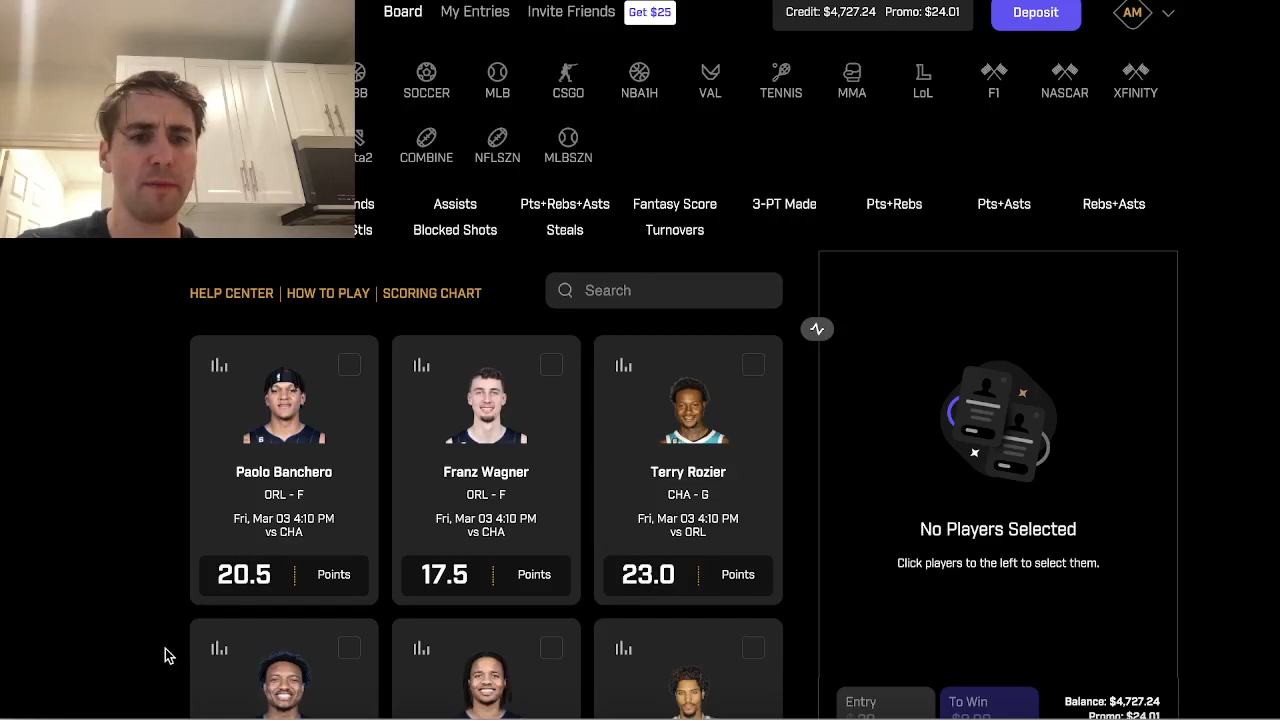 Board My Entries Invite Friends Get $25 Credit: $4,727.24 Promo: $24.01 Deposit AM
SOCCER MLB CSGO NBA1H VAL TENNIS MMA LoL F1 NASCAR XFINITY
COMBINE NFLSZN MLBSZN
Assists Pts+Rebs+Asts Fantasy Score 3-PT Made Pts+Rebs Pts+Asts Rebs+Asts
Blocked Shots Steals Turnovers
HELP CENTER | HOW TO PLAY | SCORING CHART Search
Paolo Banchero
ORL - F
Fri, Mar 03 4:10 PM
vs CHA
20.5 Points
Franz Wagner
ORL - F
Fri, Mar 03 4:10 PM
vs CHA
17.5 Points
Terry Rozier
CHA - G
Fri, Mar 03 4:10 PM
vs ORL
23.0 Points
No Players Selected
Click players to the left to select them.
Entry To Win Balance: $4,727.24
Promo: $24.01